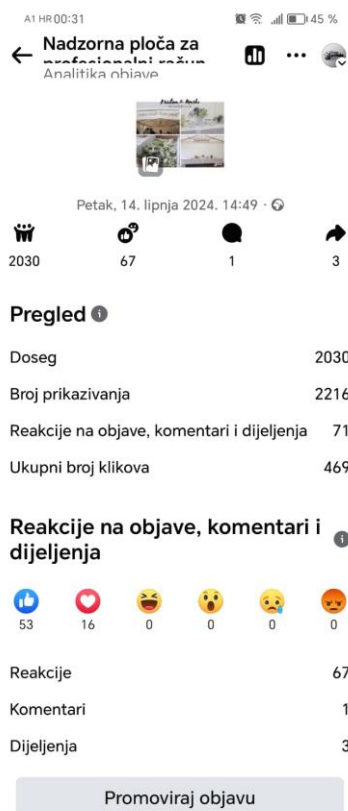 A1 HR 00:31
45 %
Nadzorna ploča za
profesionalni račun
Analitika objave
Petak, 14. lipnja 2024. 14:49 ·
2030 67 1 3
Pregled
Doseg 2030
Broj prikazivanja 2216
Reakcije na objave, komentari i dijeljenja 71
Ukupni broj klikova 469
Reakcije na objave, komentari i
dijeljenja
53 16 0 0 0 0
Reakcije 67
Komentari 1
Dijeljenja 3
Promoviraj objavu